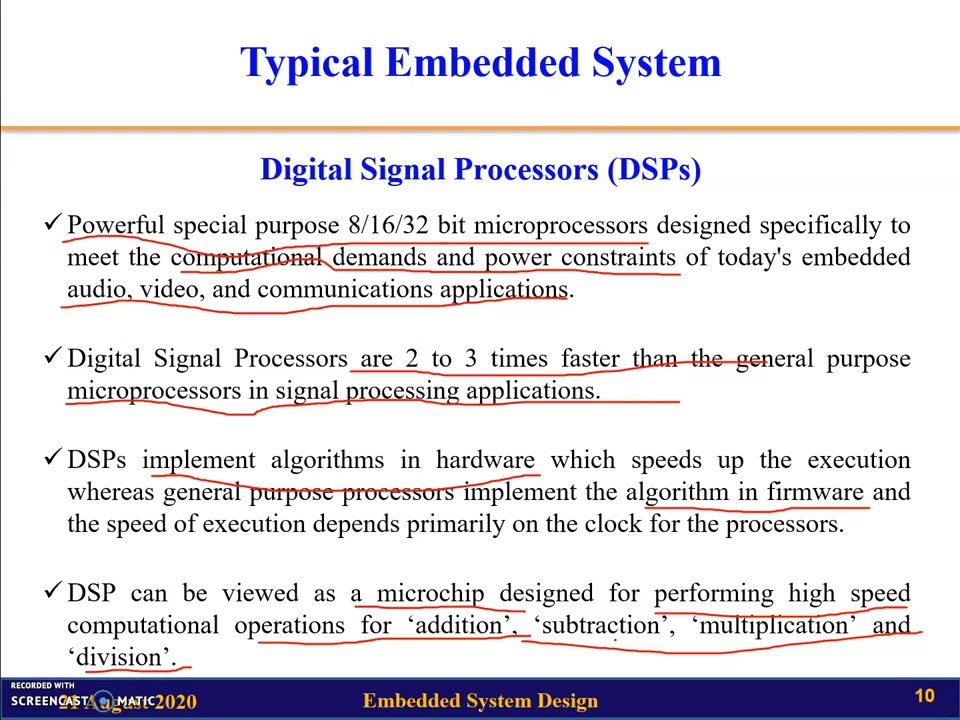 Typical Embedded System
Digital Signal Processors (DSPs)
✓ Powerful special purpose 8/16/32 bit microprocessors designed specifically to
meet the computational demands and power constraints of today's embedded
audio, video, and communications applications.
✓ Digital Signal Processors are 2 to 3 times faster than the general purpose
microprocessors in signal processing applications.
✓ DSPs implement algorithms in hardware which speeds up the execution
whereas general purpose processors implement the algorithm in firmware and
the speed of execution depends primarily on the clock for the processors.
✓ DSP can be viewed as a microchip designed for performing high speed
computational operations for ‘addition’, ‘subtraction’, ‘multiplication’ and
‘division’.
RECORDED WITH
SCREENCAST MATIC
21 August 2020
Embedded System Design
10